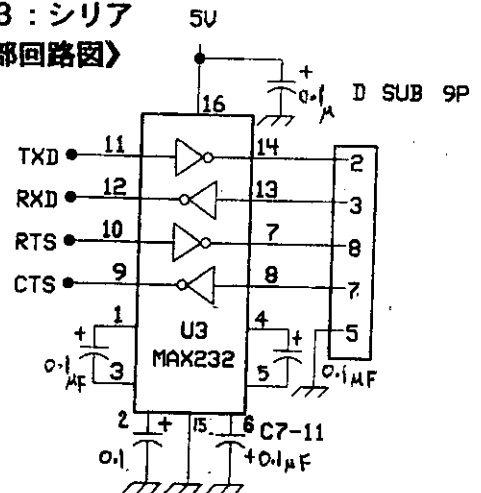 3：シリア
部回路図》
5V
16
+
0.1μ
D SUB 9P
TXD 11 14 2
RXD 12 13 3
RTS 10 7 8
CTS 9 8 7
1 4 5
+ U3 +
0.1μF 3 MAX232 5 0.1μF
2 + 15 6 C7-11
0.1 +0.1μF